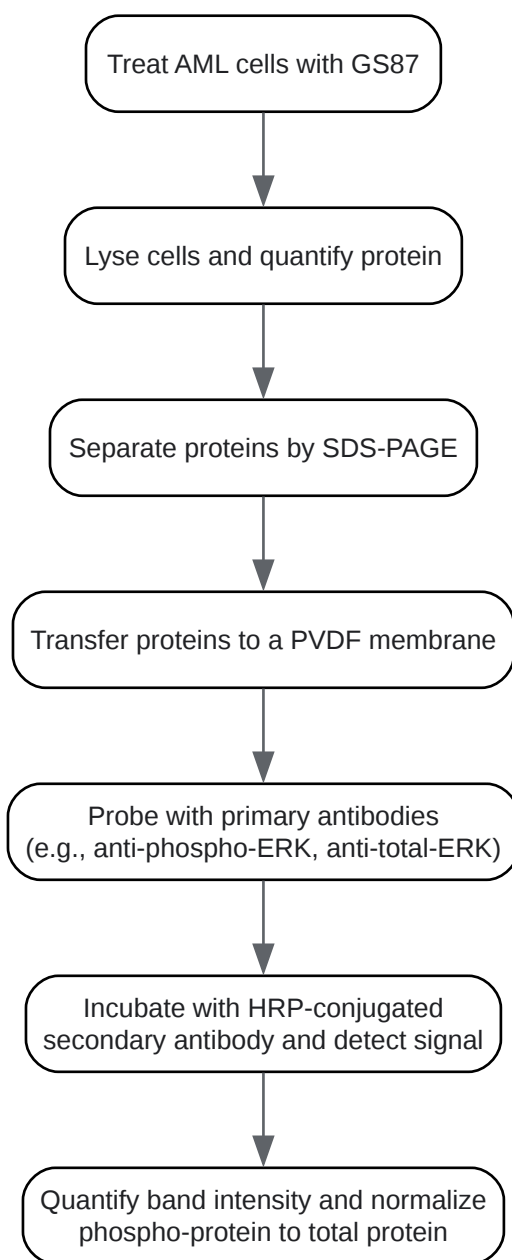 Treat AML cells with GS87
Lyse cells and quantify protein
Separate proteins by SDS-PAGE
Transfer proteins to a PVDF membrane
Probe with primary antibodies
(e.g., anti-phospho-ERK, anti-total-ERK)
Incubate with HRP-conjugated
secondary antibody and detect signal
Quantify band intensity and normalize
phospho-protein to total protein